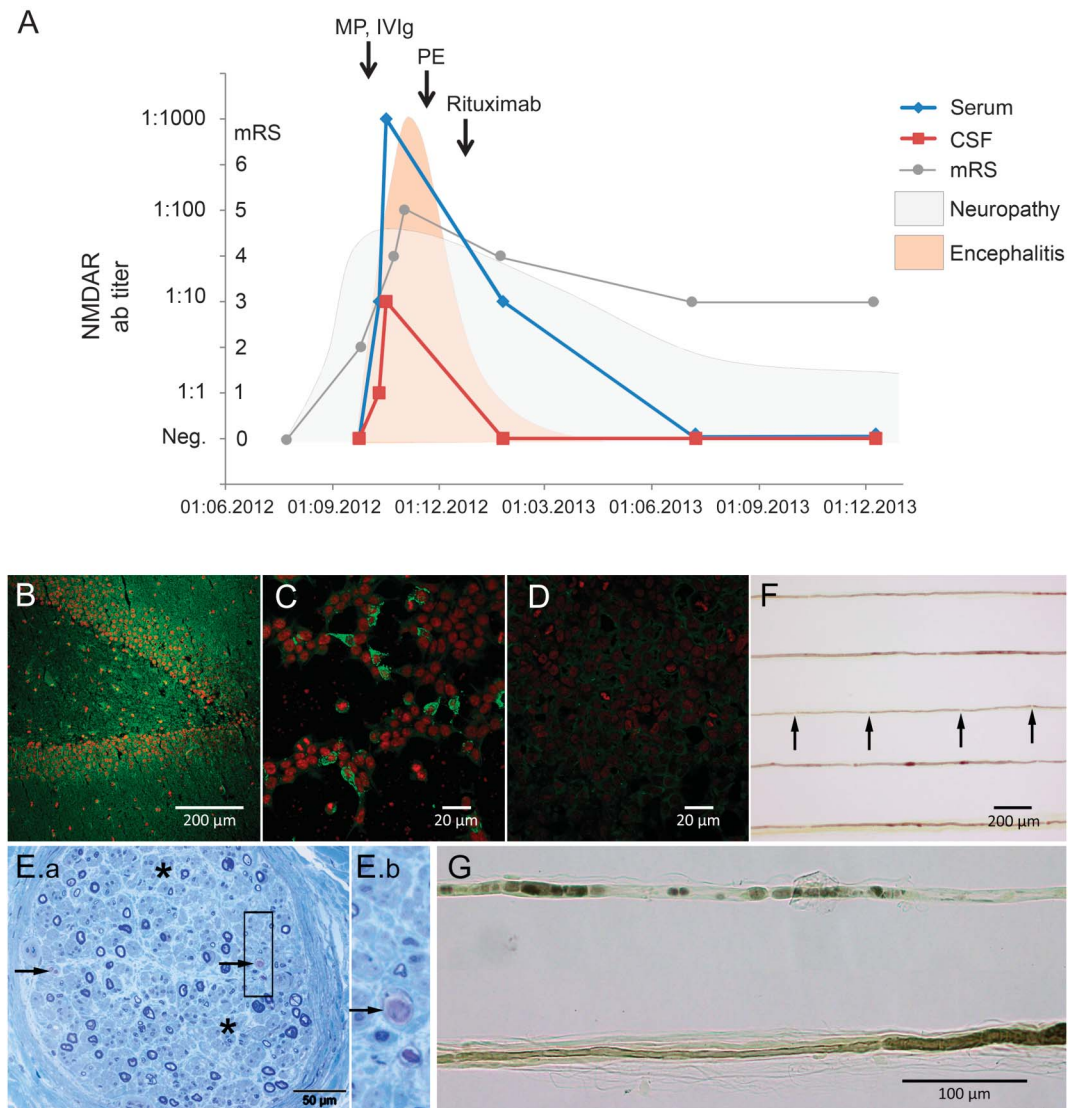 A
MP, IVIg
PE
Rituximab
1:1000
1:100
1:10
1:1
Neg.
NMDAR
ab titer
mRS
6
5
4
3
2
1
0
Serum
CSF
mRS
Neuropathy
Encephalitis
01:06.2012 01:09.2012 01:12.2012 01:03.2013 01:06.2013 01:09.2013 01:12.2013
B
200 µm
C
20 µm
D
20 µm
F
200 µm
E.a
*
*
50 µm
E.b
G
100 µm